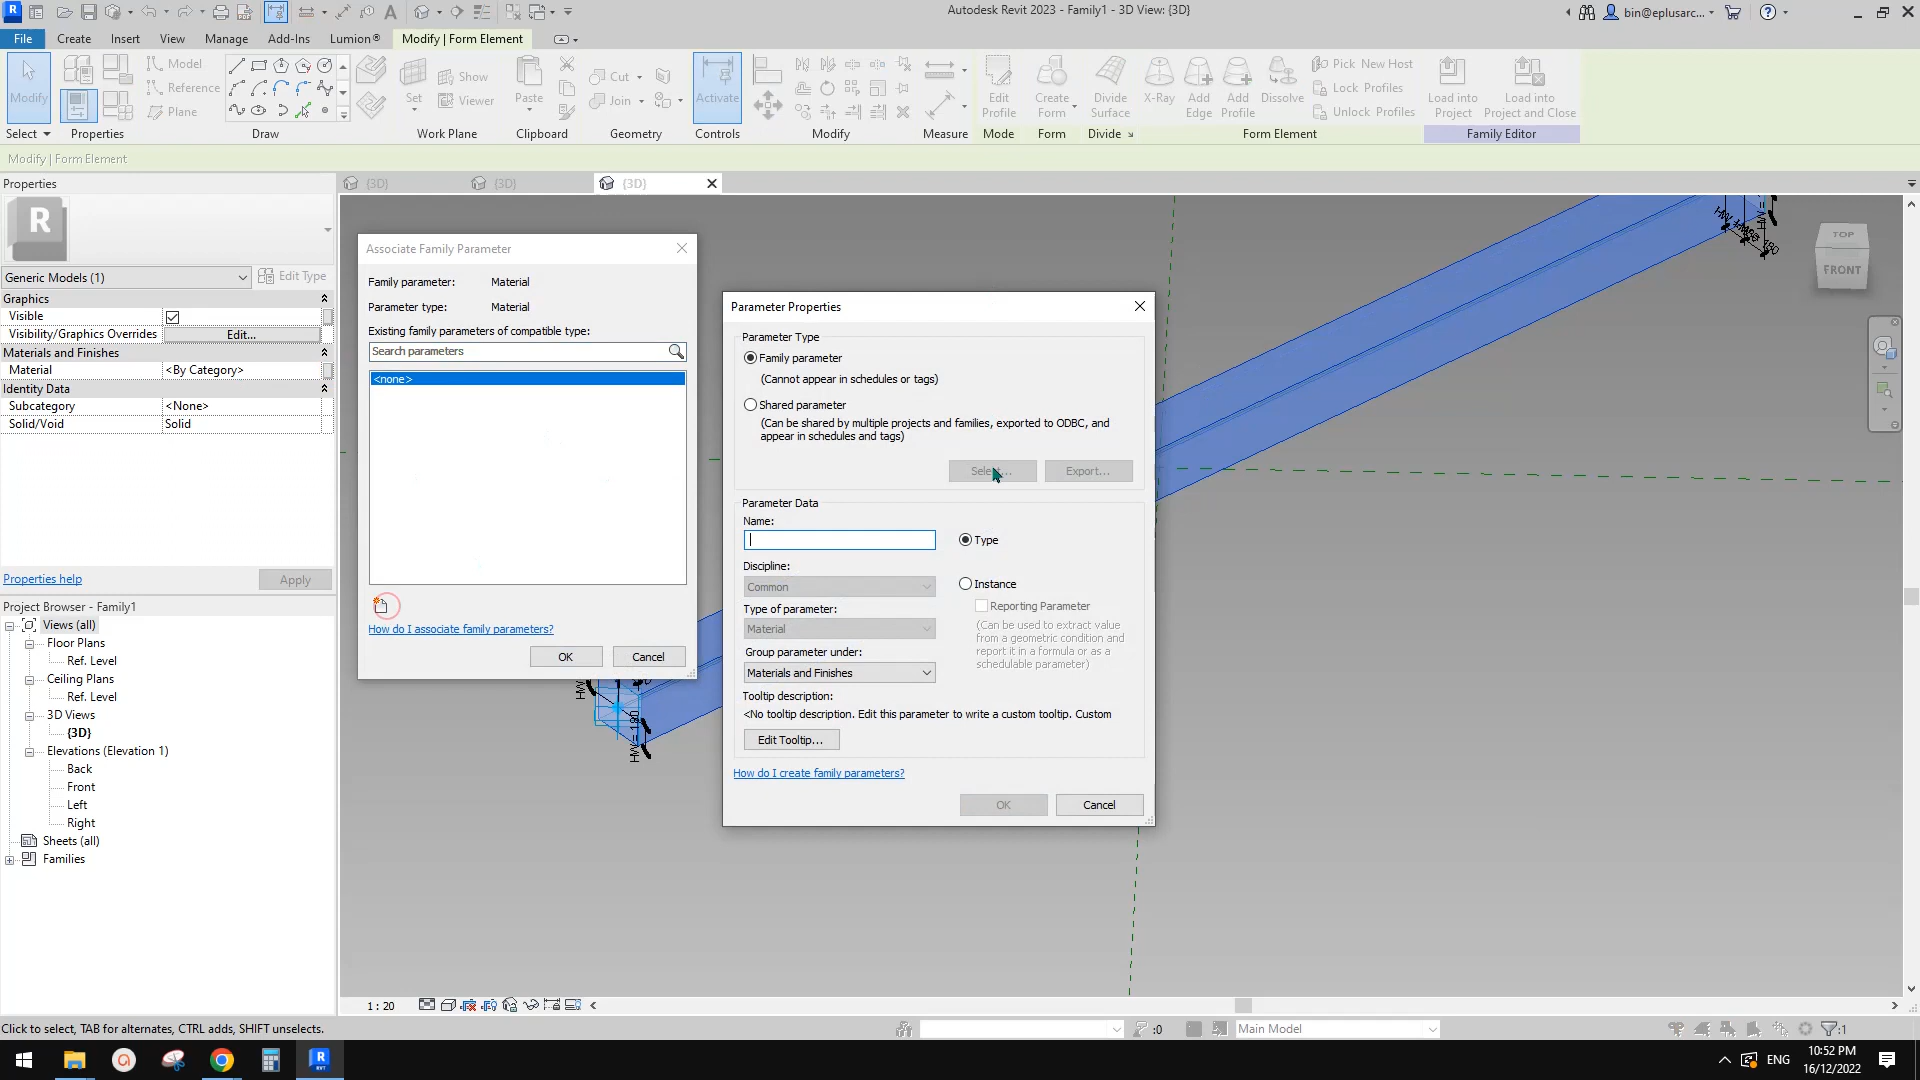 Autodesk Revit 2023 - Family1 - 3D View: {3D}
bin@eplusarc...
File Create Insert View Manage Add-Ins Lumion® Modify | Form Element
Modify
Model
Reference
Plane
Set
Show
Viewer
Paste
Cut
Join
Activate
Edit Profile
Create Form
Divide Surface
X-Ray
Add Edge
Add Profile
Dissolve
Pick New Host
Lock Profiles
Unlock Profiles
Load into Project
Load into Project and Close
Select Properties Draw Work Plane Clipboard Geometry Controls Modify Measure Mode Form Divide Form Element Family Editor
Modify | Form Element
Properties
{3D} {3D} {3D}
R
Generic Models (1) Edit Type
Graphics
Visible
Visibility/Graphics Overrides Edit...
Materials and Finishes
Material <By Category>
Identity Data
Subcategory <None>
Solid/Void Solid
Properties help Apply
Project Browser - Family1
Views (all)
Floor Plans
Ref. Level
Ceiling Plans
Ref. Level
3D Views
{3D}
Elevations (Elevation 1)
Back
Front
Left
Right
Sheets (all)
Families
Associate Family Parameter
Family parameter: Material
Parameter type: Material
Existing family parameters of compatible type:
Search parameters
<none>
How do I associate family parameters?
OK Cancel
Parameter Properties
Parameter Type
Family parameter
(Cannot appear in schedules or tags)
Shared parameter
(Can be shared by multiple projects and families, exported to ODBC, and
appear in schedules and tags)
Select... Export...
Parameter Data
Name:
Type
Discipline:
Common
Instance
Type of parameter:
Reporting Parameter
Material
(Can be used to extract value
from a geometric condition and
report it in a formula or as a
schedulable parameter)
Group parameter under:
Materials and Finishes
Tooltip description:
<No tooltip description. Edit this parameter to write a custom tooltip. Custom
Edit Tooltip...
How do I create family parameters?
OK Cancel
TOP
FRONT
HW = 180
1 : 20
Click to select, TAB for alternates, CTRL adds, SHIFT unselects.
:0
Main Model
:1
ENG
10:52 PM
16/12/2022